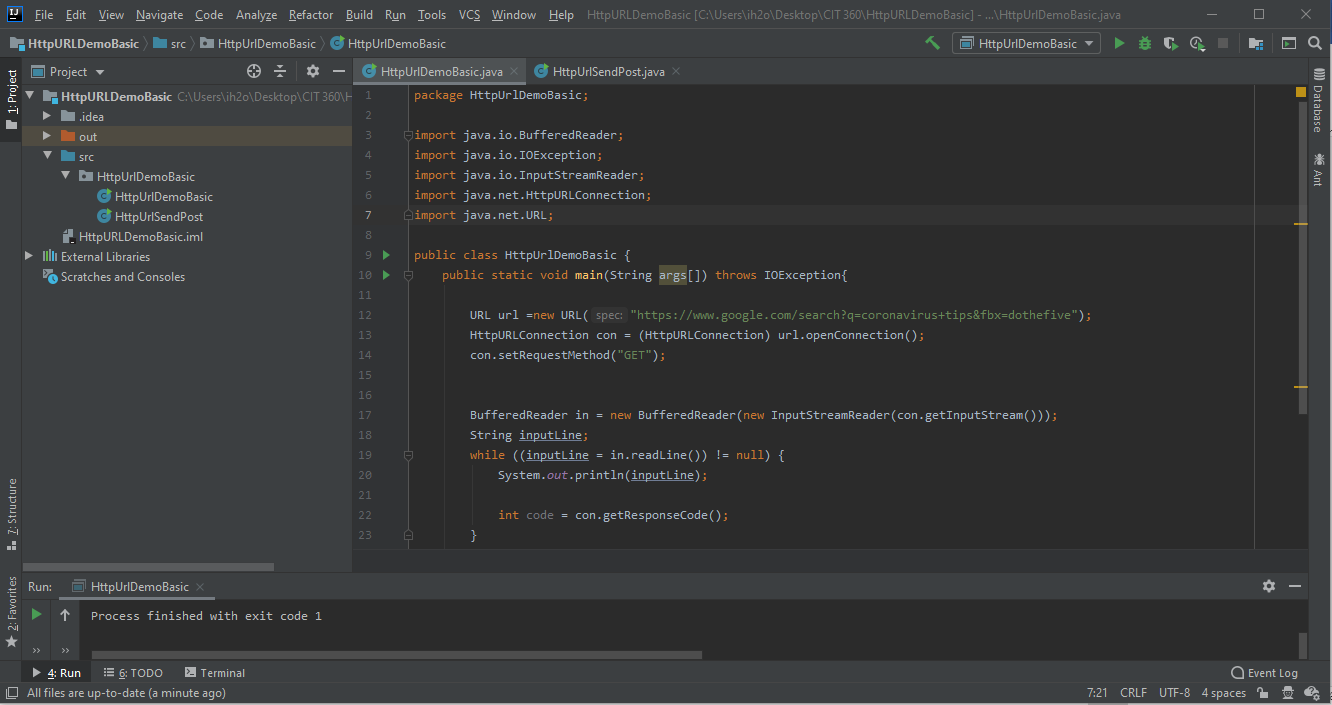 File Edit View Navigate Code Analyze Refactor Build Run Tools VCS Window Help HttpURLDemoBasic [C:\Users\ih2o\Desktop\CIT 360\HttpURLDemoBasic] - ...\HttpUrlDemoBasic.java
HttpURLDemoBasic src HttpUrlDemoBasic HttpUrlDemoBasic HttpUrlDemoBasic
1: Project
Project
HttpURLDemoBasic C:\Users\ih2o\Desktop\CIT 360\H
.idea
out
src
HttpUrlDemoBasic
HttpUrlDemoBasic
HttpUrlSendPost
HttpURLDemoBasic.iml
External Libraries
Scratches and Consoles
HttpUrlDemoBasic.java HttpUrlSendPost.java
1 package HttpUrlDemoBasic;
2
3 import java.io.BufferedReader;
4 import java.io.IOException;
5 import java.io.InputStreamReader;
6 import java.net.HttpURLConnection;
7 import java.net.URL;
8
9 public class HttpUrlDemoBasic {
10 public static void main(String args[]) throws IOException{
11
12 URL url =new URL( spec: "https://www.google.com/search?q=coronavirus+tips&fbx=dothefive");
13 HttpURLConnection con = (HttpURLConnection) url.openConnection();
14 con.setRequestMethod("GET");
15
16
17 BufferedReader in = new BufferedReader(new InputStreamReader(con.getInputStream()));
18 String inputLine;
19 while ((inputLine = in.readLine()) != null) {
20 System.out.println(inputLine);
21
22 int code = con.getResponseCode();
23 }
Database
Ant
7: Structure
2: Favorites
Run: HttpUrlDemoBasic
Process finished with exit code 1
4: Run 6: TODO Terminal Event Log
All files are up-to-date (a minute ago) 7:21 CRLF UTF-8 4 spaces